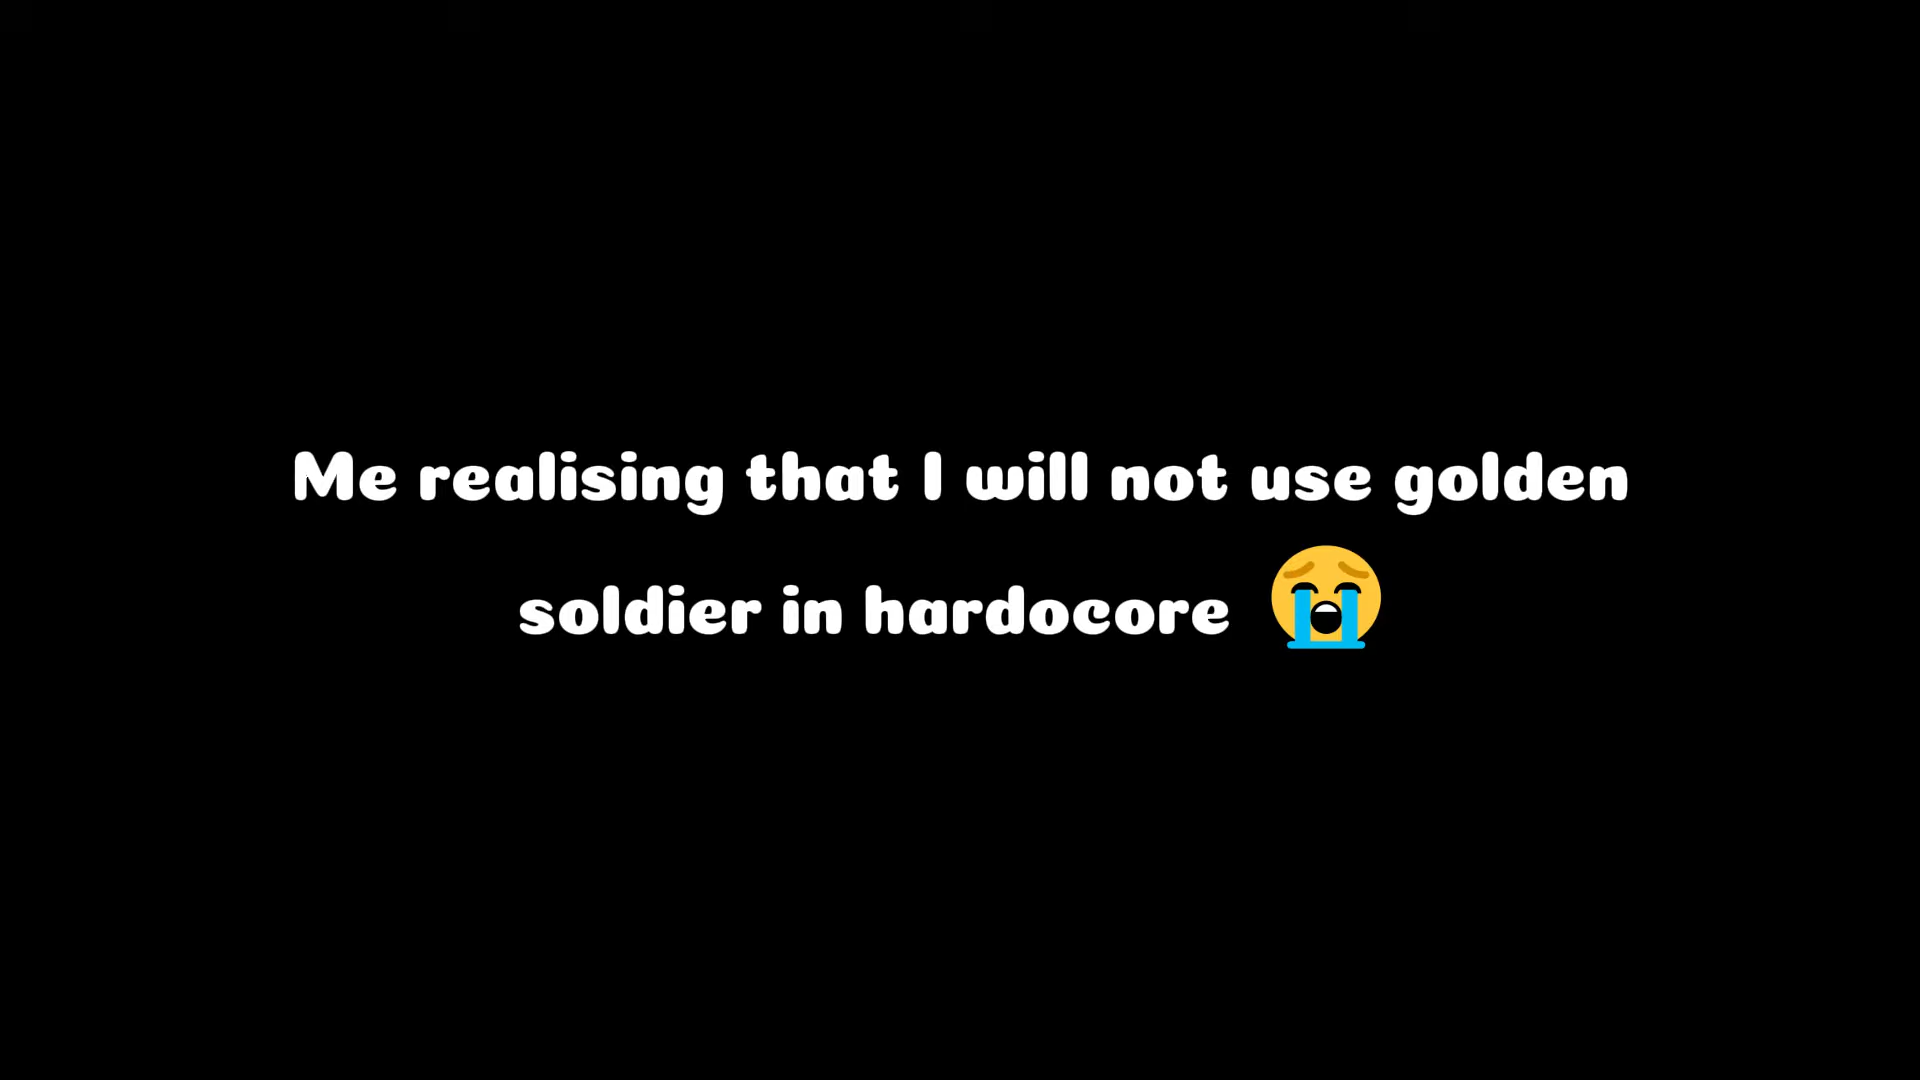 Me realising that I will not use golden
soldier in hardocore 😭